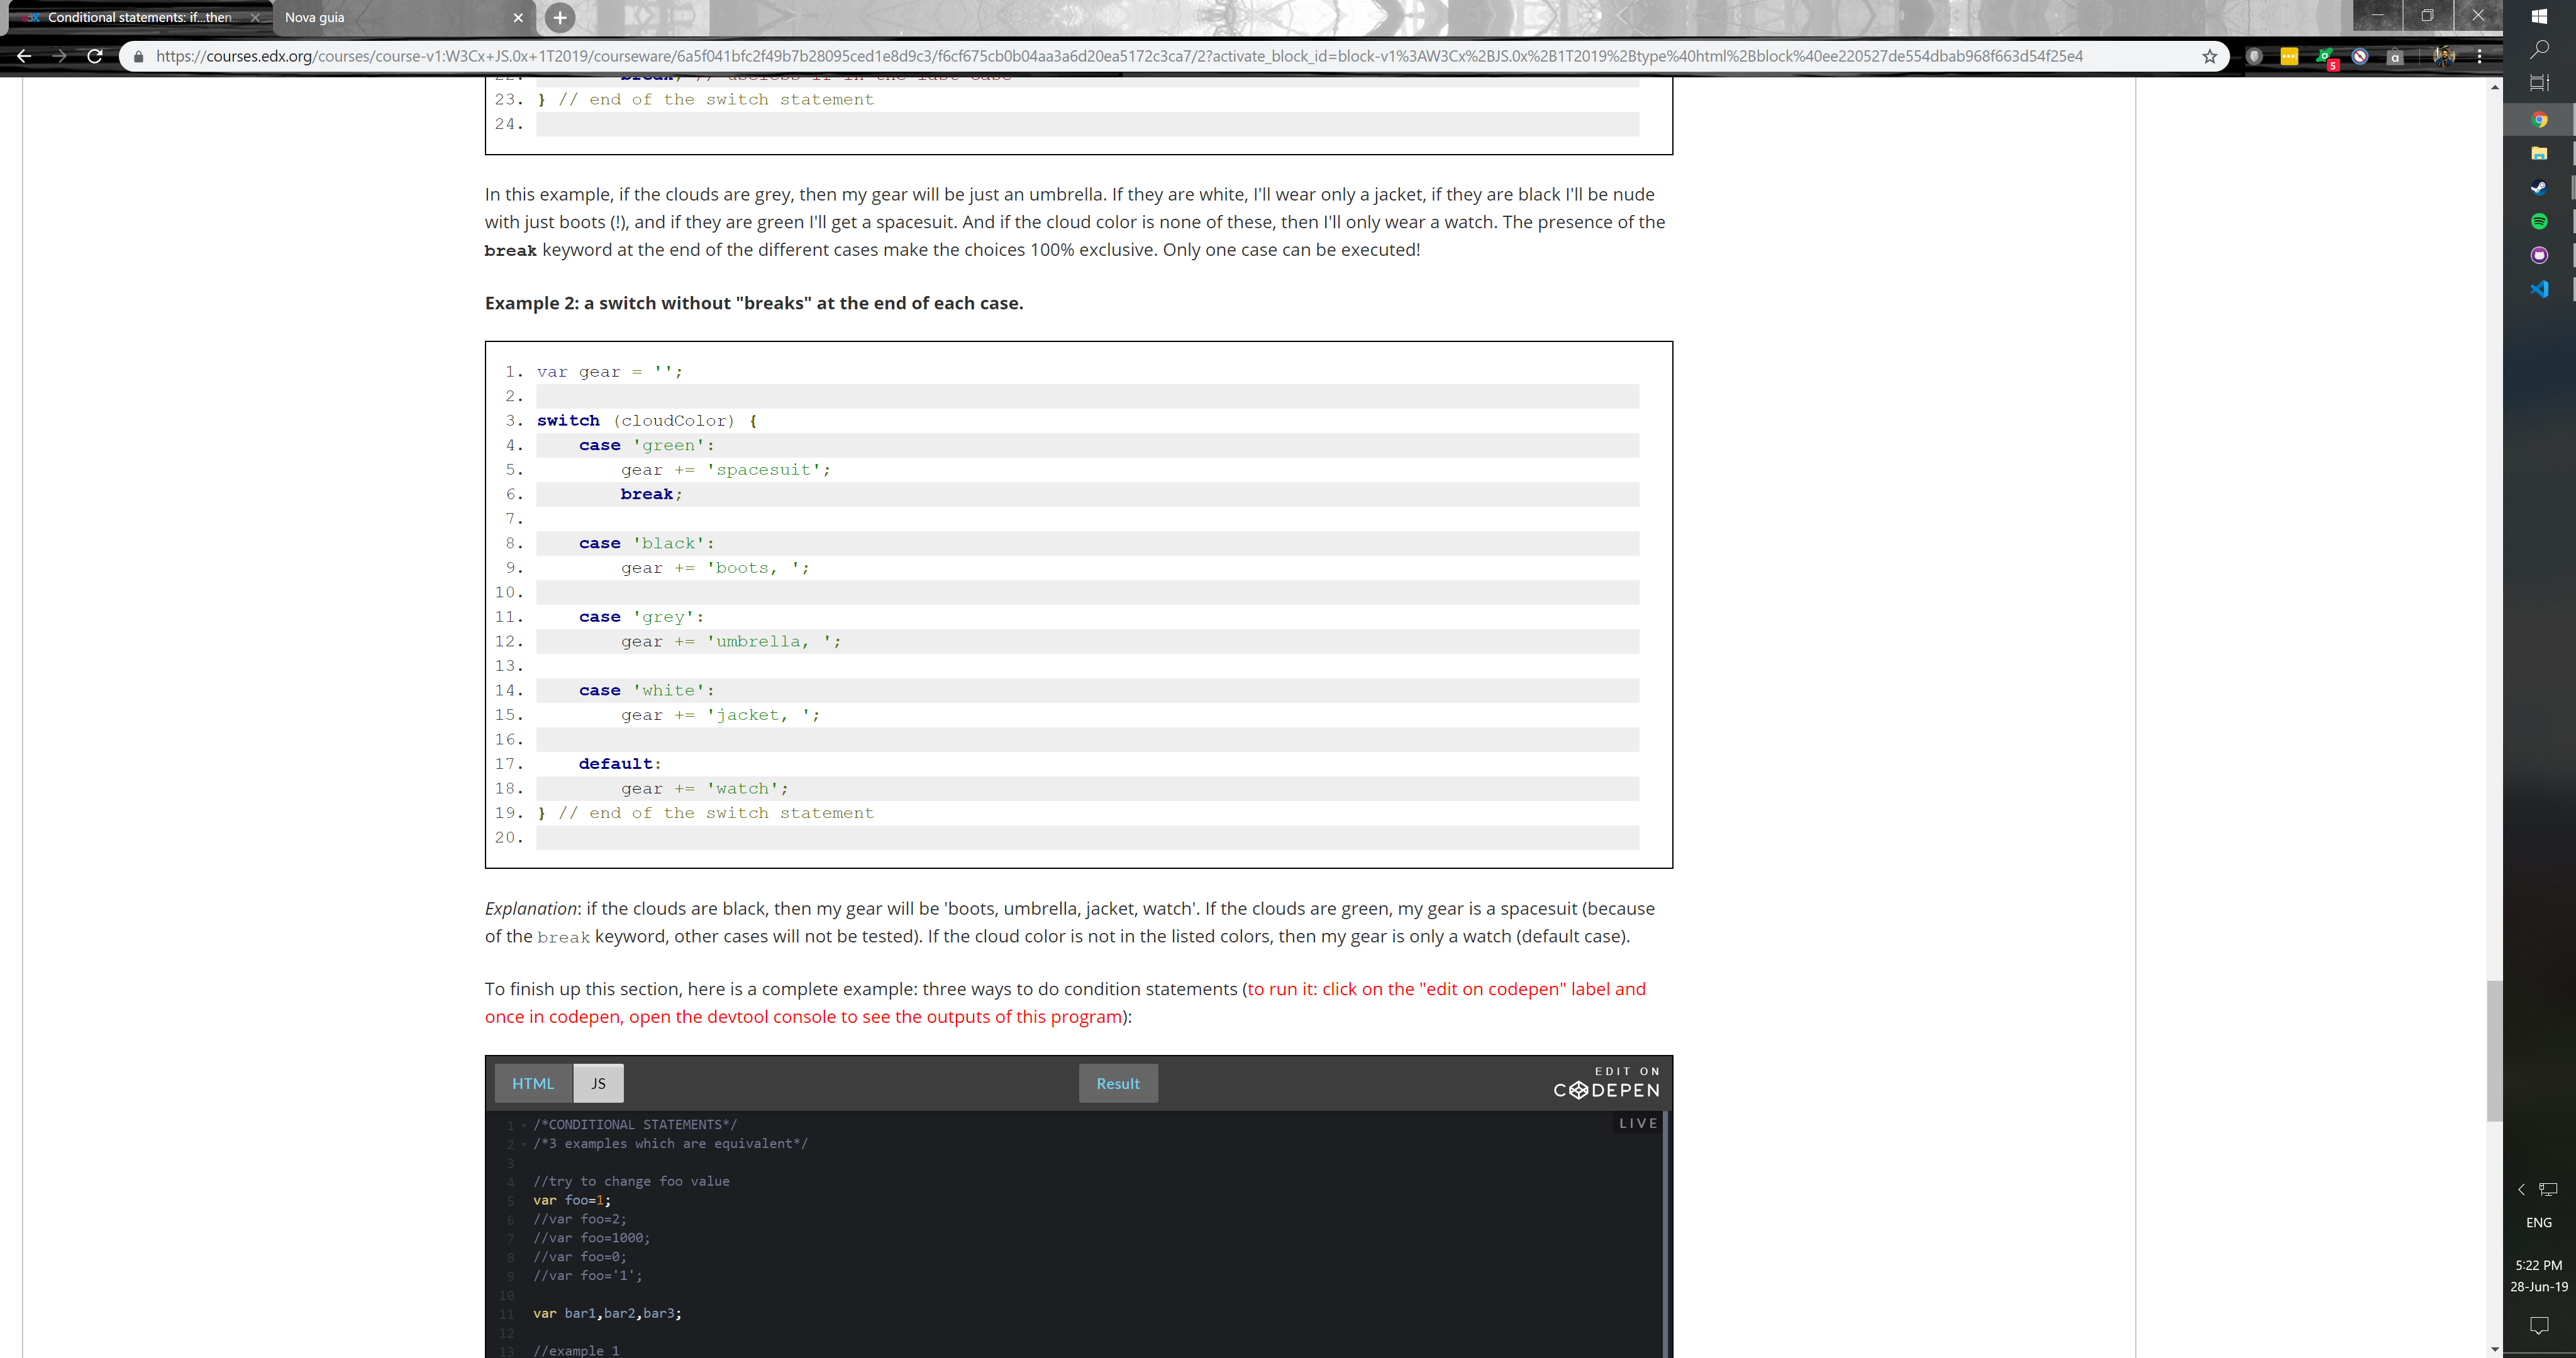 Conditional statements: if...then
Nova guia
https://courses.edx.org/courses/course-v1:W3Cx+JS.0x+1T2019/courseware/6a5f041bfc2f49b7b28095ced1e8d9c3/f6cf675cb0b04aa3a6d20ea5172c3ca7/2?activate_block_id=block-v1%3AW3Cx%2BJS.0x%2B1T2019%2Btype%40html%2Bblock%40ee220527de554dbab968f663d54f25e4
5
23. } // end of the switch statement
24.
In this example, if the clouds are grey, then my gear will be just an umbrella. If they are white, I'll wear only a jacket, if they are black I'll be nude
with just boots (!), and if they are green I'll get a spacesuit. And if the cloud color is none of these, then I'll only wear a watch. The presence of the
break keyword at the end of the different cases make the choices 100% exclusive. Only one case can be executed!
Example 2: a switch without "breaks" at the end of each case.
1. var gear = '';
2.
3. switch (cloudColor) {
4. case 'green':
5. gear += 'spacesuit';
6. break;
7.
8. case 'black':
9. gear += 'boots, ';
10.
11. case 'grey':
12. gear += 'umbrella, ';
13.
14. case 'white':
15. gear += 'jacket, ';
16.
17. default:
18. gear += 'watch';
19. } // end of the switch statement
20.
Explanation: if the clouds are black, then my gear will be 'boots, umbrella, jacket, watch'. If the clouds are green, my gear is a spacesuit (because
of the break keyword, other cases will not be tested). If the cloud color is not in the listed colors, then my gear is only a watch (default case).
To finish up this section, here is a complete example: three ways to do condition statements (to run it: click on the "edit on codepen" label and
once in codepen, open the devtool console to see the outputs of this program):
HTML JS Result EDIT ON
CODEPEN
LIVE
1 /*CONDITIONAL STATEMENTS*/
2 /*3 examples which are equivalent*/
3
4 //try to change foo value
5 var foo=1;
6 //var foo=2;
7 //var foo=1000;
8 //var foo=0;
9 //var foo='1';
10
11 var bar1,bar2,bar3;
12
13 //example 1
ENG
5:22 PM
28-Jun-19